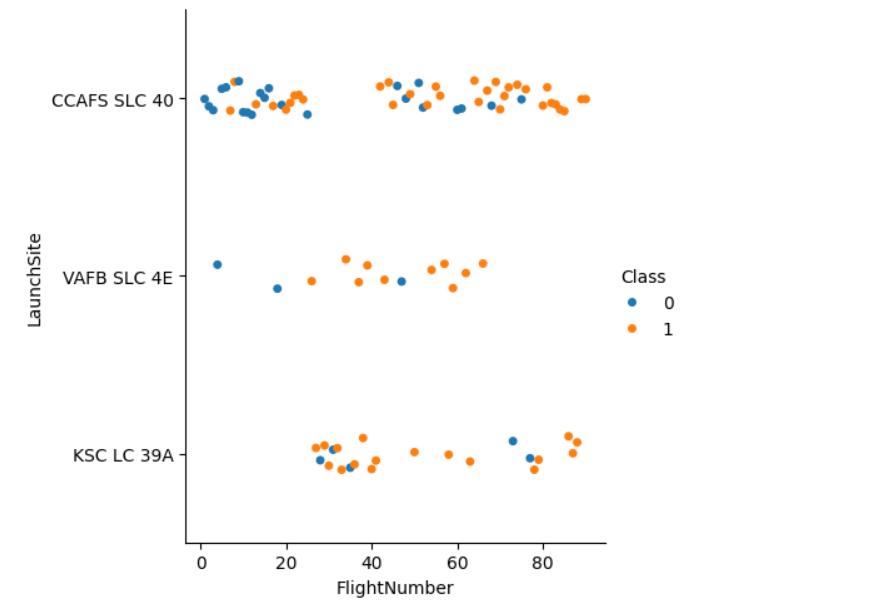 CCAFS SLC 40
VAFB SLC 4E
KSC LC 39A
LaunchSite
0 20 40 60 80
FlightNumber
Class
0
1